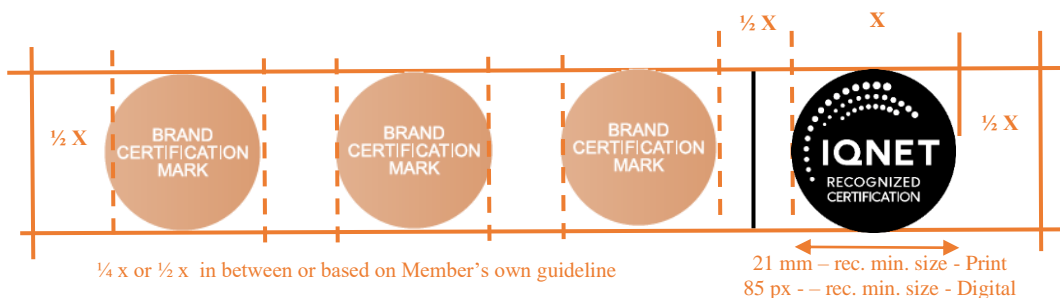 ½ X
X
½ X
½ X
BRAND
CERTIFICATION
MARK
BRAND
CERTIFICATION
MARK
BRAND
CERTIFICATION
MARK
IQNET
RECOGNIZED
CERTIFICATION
¼ x or ½ x in between or based on Member's own guideline
21 mm – rec. min. size - Print
85 px - – rec. min. size - Digital